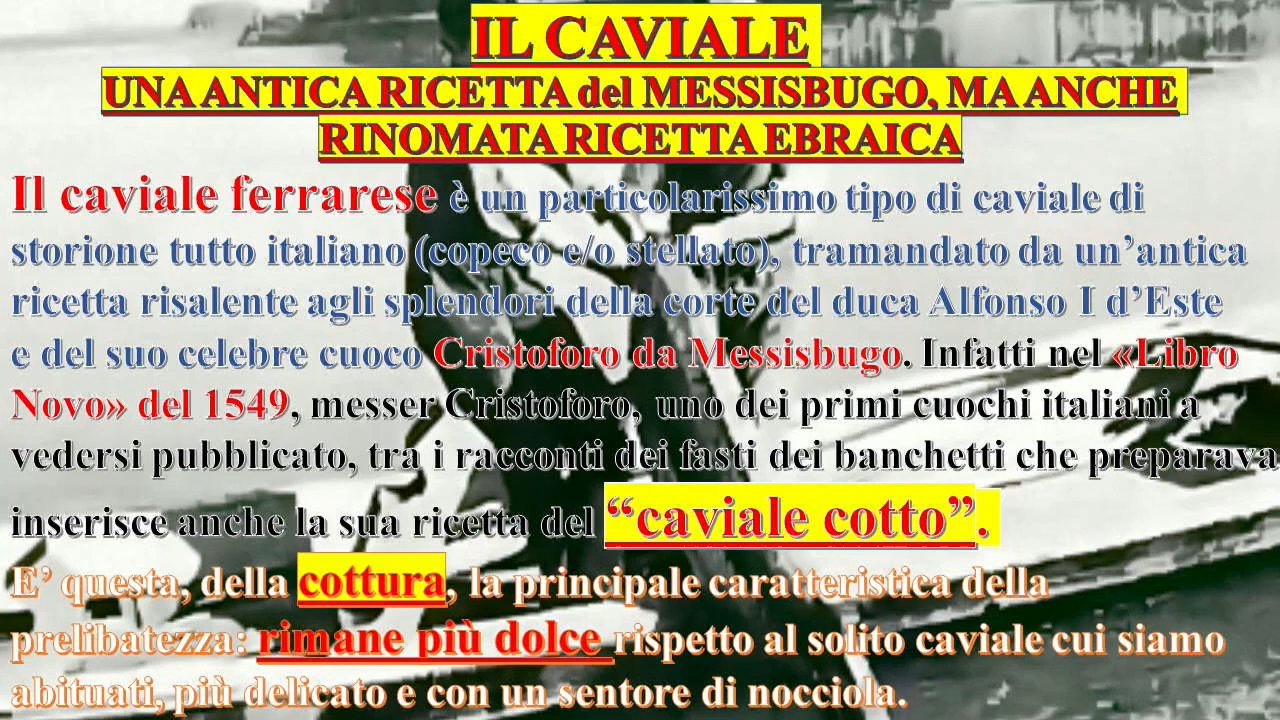 IL CAVIALE
UNA ANTICA RICETTA del MESSISBUGO, MA ANCHE
RINOMATA RICETTA EBRAICA
Il caviale ferrarese è un particolarissimo tipo di caviale di
storione tutto italiano (copeco e/o stellato), tramandato da un’antica
ricetta risalente agli splendori della corte del duca Alfonso I d’Este
e del suo celebre cuoco Cristoforo da Messisbugo. Infatti nel «Libro
Novo» del 1549, messer Cristoforo, uno dei primi cuochi italiani a
vedersi pubblicato, tra i racconti dei fasti dei banchetti che preparava
inserisce anche la sua ricetta del “caviale cotto”.
E’ questa, della cottura, la principale caratteristica della
prelibatezza: rimane più dolce rispetto al solito caviale cui siamo
abituati, più delicato e con un sentore di nocciola.